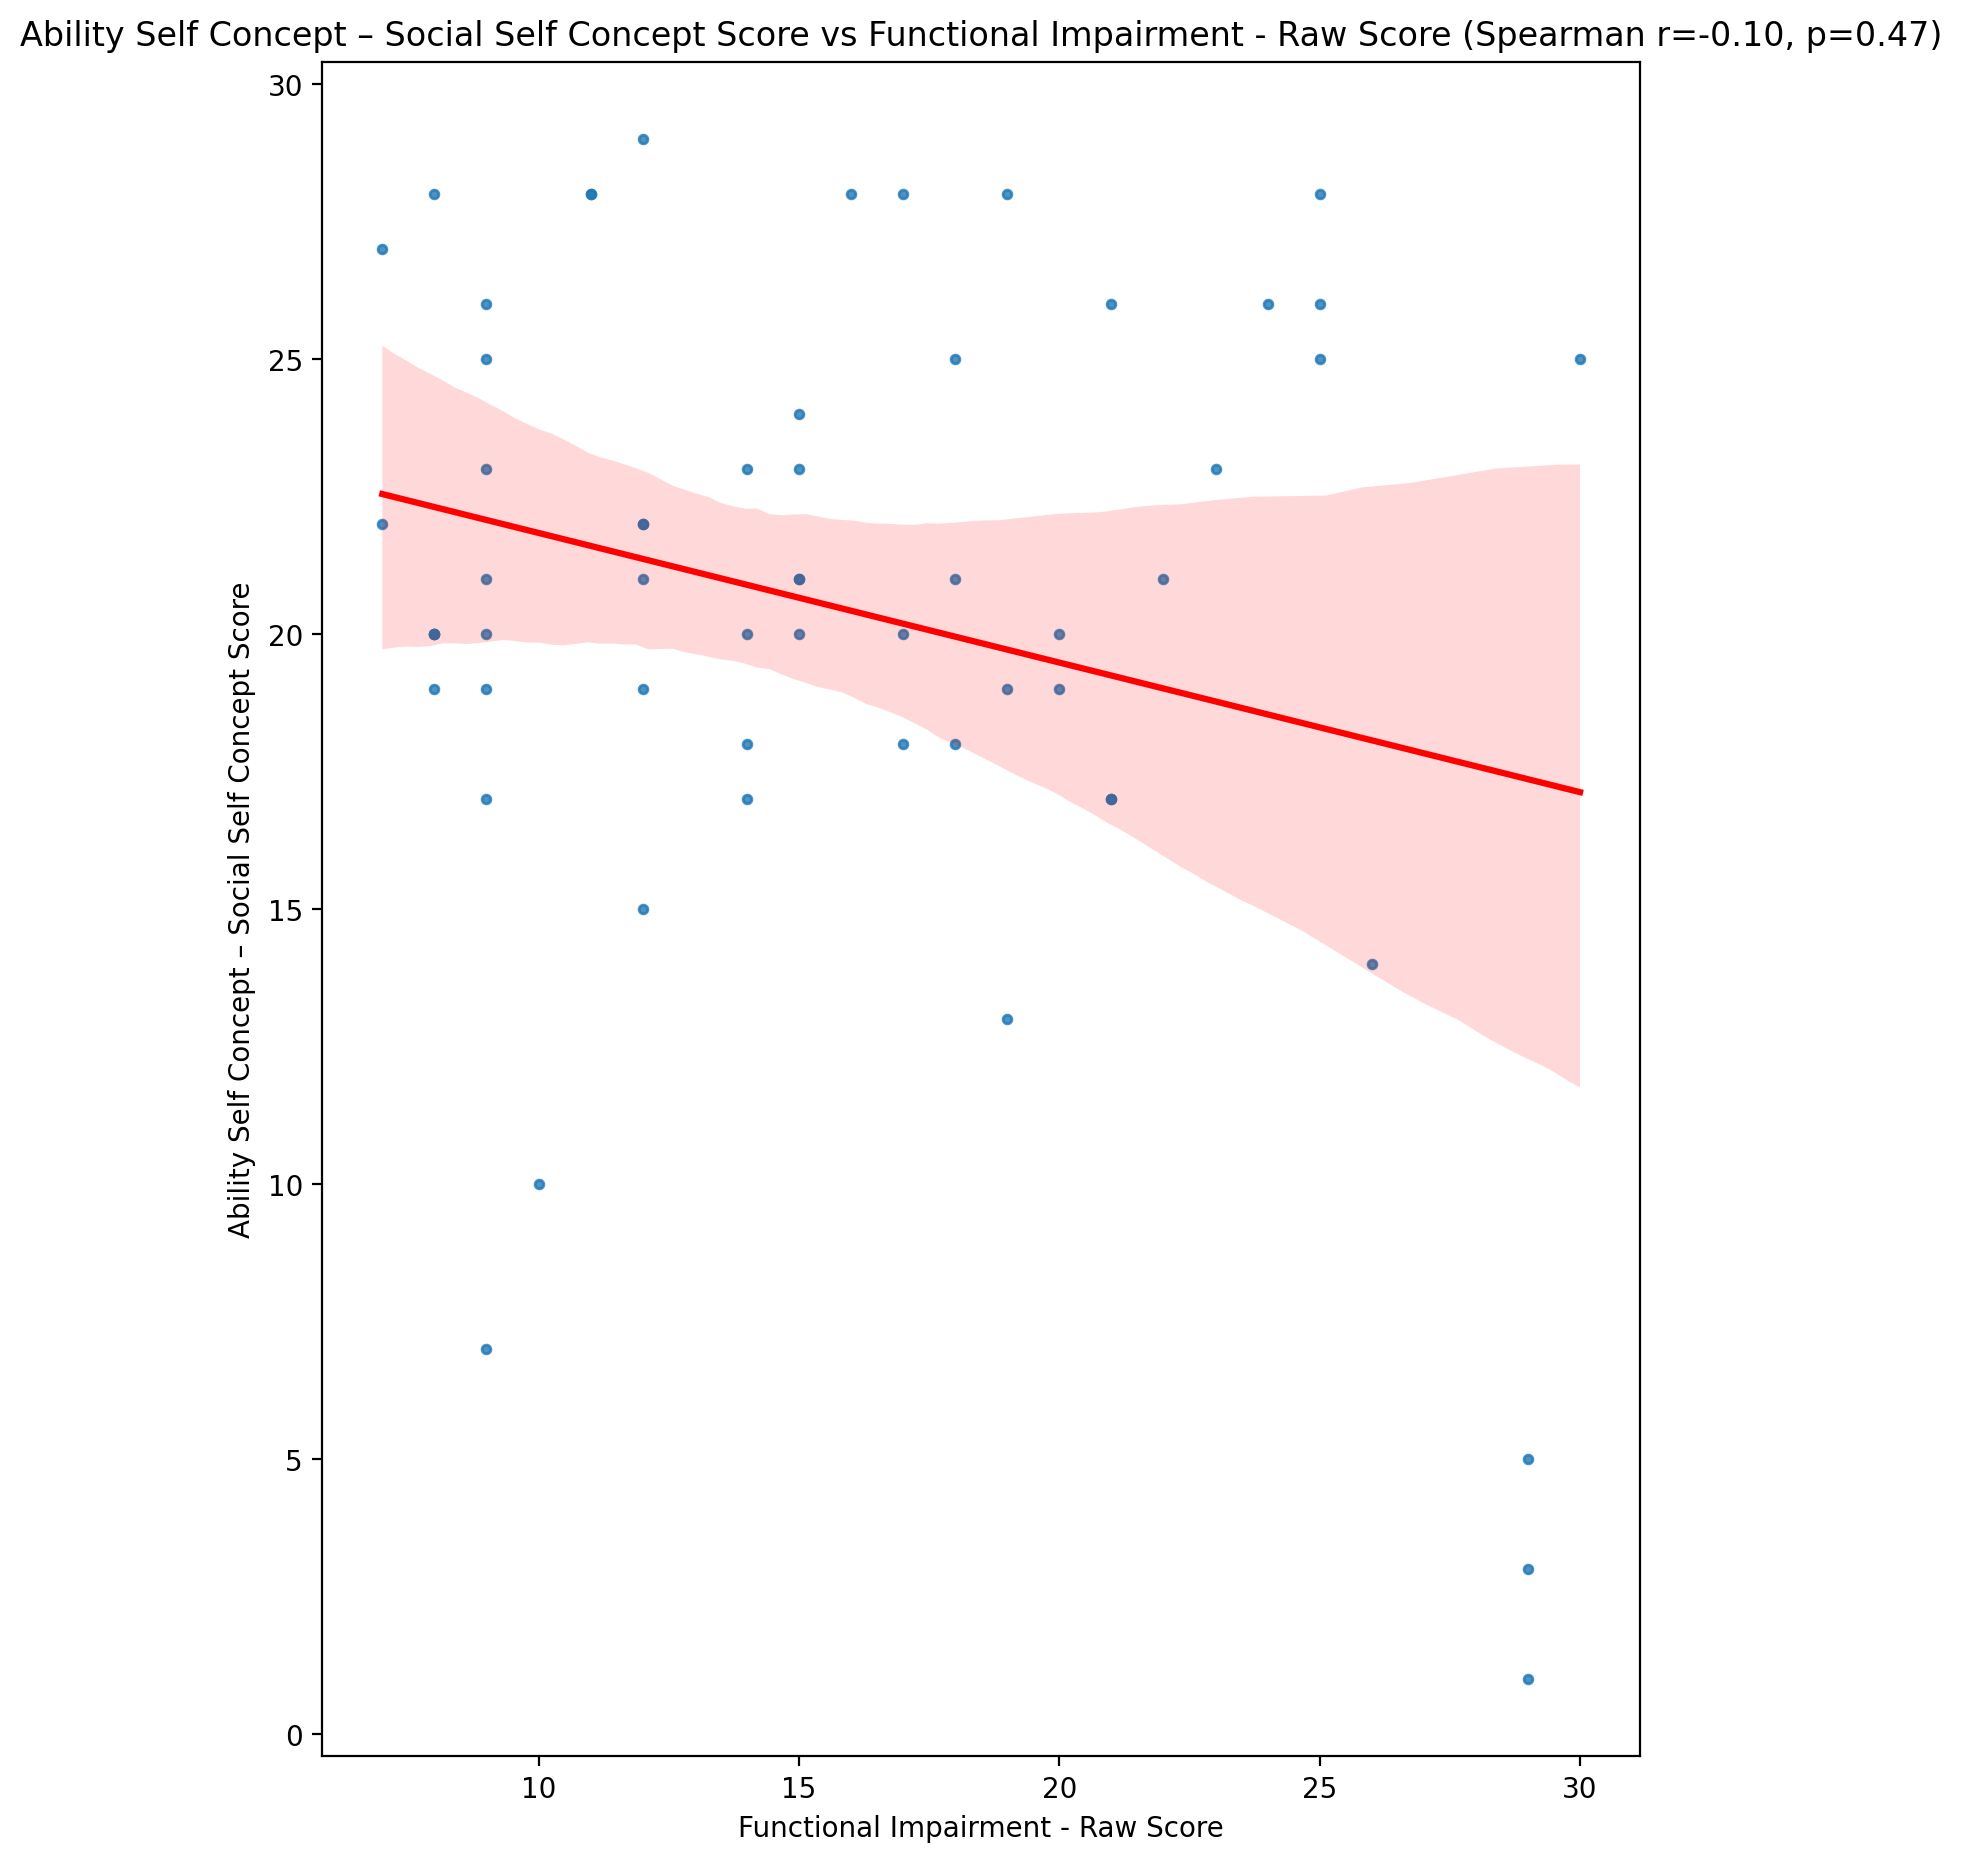 Ability Self Concept – Social Self Concept Score vs Functional Impairment - Raw Score (Spearman r=-0.10, p=0.47)
30
25
20
15
10
5
0
Ability Self Concept – Social Self Concept Score
10 15 20 25 30
Functional Impairment - Raw Score